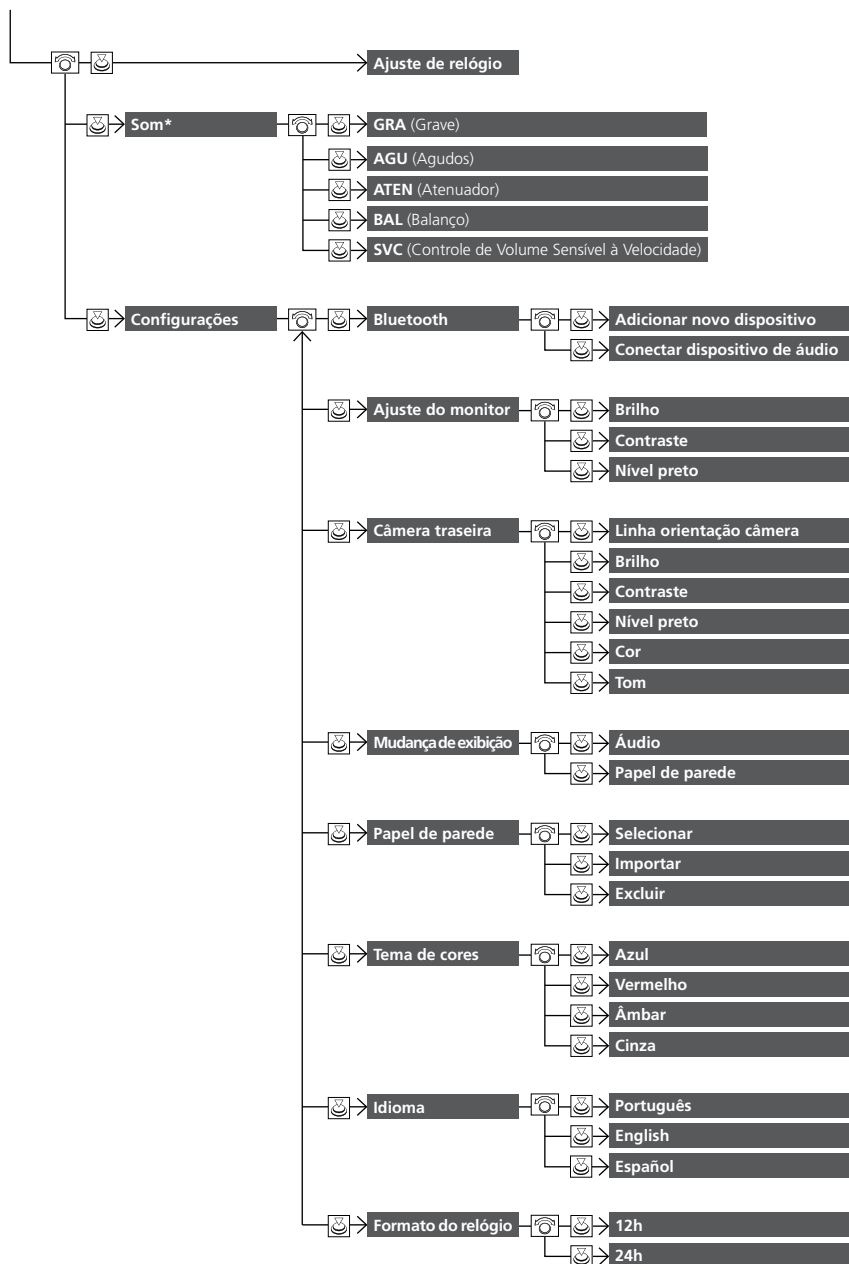 Ajuste de relógio
Som*
GRA (Grave)
AGU (Agudos)
ATEN (Atenuador)
BAL (Balanço)
SVC (Controle de Volume Sensível à Velocidade)
Configurações
Bluetooth
Adicionar novo dispositivo
Conectar dispositivo de áudio
Ajuste do monitor
Brilho
Contraste
Nível preto
Câmera traseira
Linha orientação câmera
Brilho
Contraste
Nível preto
Cor
Tom
Mudança de exibição
Áudio
Papel de parede
Papel de parede
Selecionar
Importar
Excluir
Tema de cores
Azul
Vermelho
Âmbar
Cinza
Idioma
Português
English
Español
Formato do relógio
12h
24h